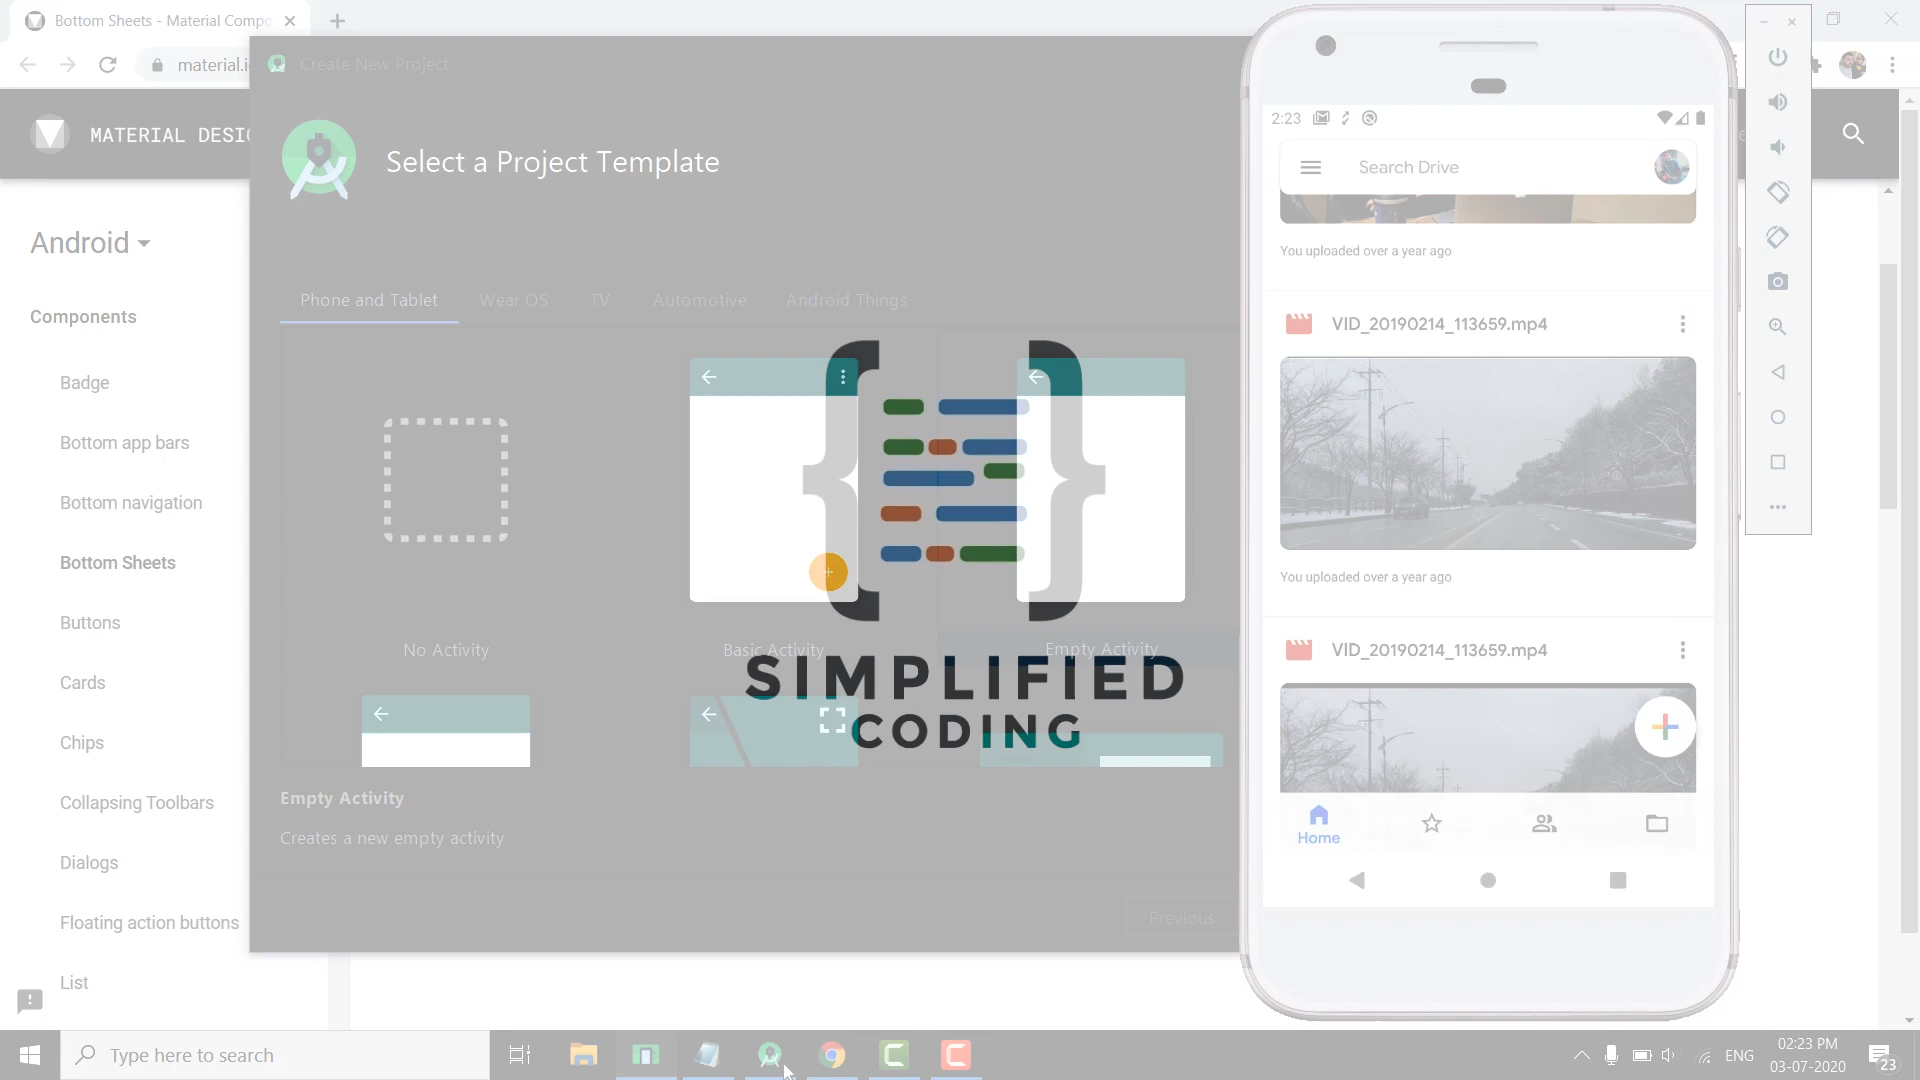 Bottom Sheets - Material Compo
material.i
Create New Project
MATERIAL DESIG
Select a Project Template
Android
Components
Badge
Bottom app bars
Bottom navigation
Bottom Sheets
Buttons
Cards
Chips
Collapsing Toolbars
Dialogs
Floating action buttons
List
Phone and Tablet
Wear OS
TV
Automotive
Android Things
No Activity
Basic Activity
Empty Activity
SIMPLIFIED
CODING
Empty Activity
Creates a new empty activity
Previous
2:23
Search Drive
You uploaded over a year ago
VID_20190214_113659.mp4
You uploaded over a year ago
VID_20190214_113659.mp4
Home
Type here to search
ENG
02:23 PM
03-07-2020
23